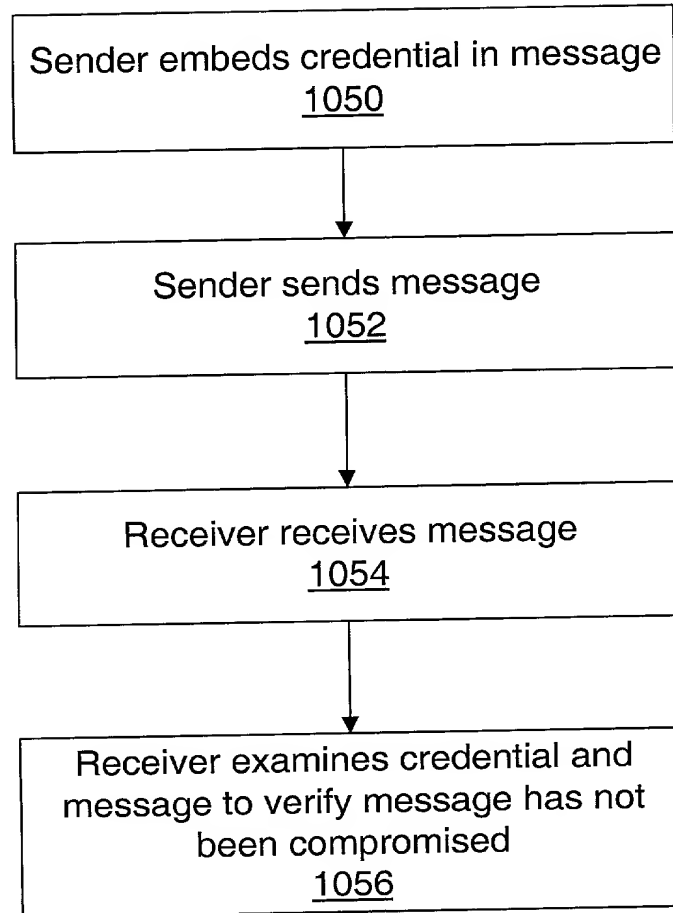 Sender embeds credential in message
1050
Sender sends message
1052
Receiver receives message
1054
Receiver examines credential and
message to verify message has not
been compromised
1056